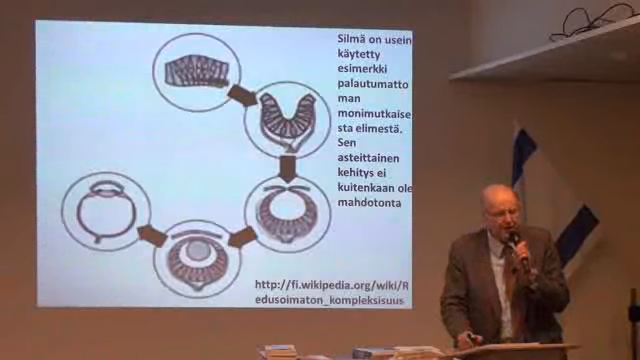 Silmä on usein
käytetty
esimerkki
palautumatto
man
monimutkaise
sta elimestä.
Sen
asteittainen
kehitys ei
kuitenkaan ole
mahdotonta
http://fi.wikipedia.org/wiki/R
edusoimaton_kompleksisuus